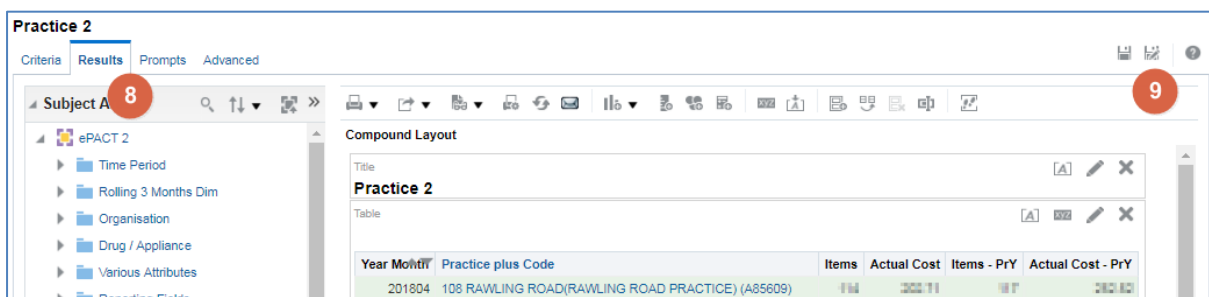 Practice 2
Criteria Results Prompts Advanced
8
9
Subject A
ePACT 2
Time Period
Rolling 3 Months Dim
Organisation
Drug / Appliance
Various Attributes
Reporting Fields
Compound Layout
Title
Practice 2
Table
Year Month Practice plus Code Items Actual Cost Items - PrY Actual Cost - PrY
201804 108 RAWLING ROAD(RAWLING ROAD PRACTICE) (A85609)